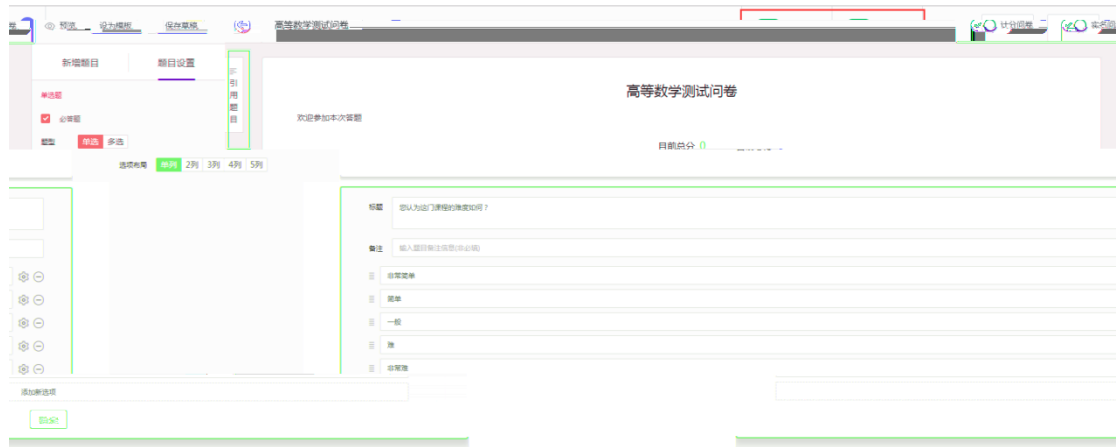 预览 设为模板 保存草稿 高等数学测试问卷 计分问卷
新增题目 题目设置
引用题目
单选题
必答题
题型 单选 多选
选项布局 单列 2列 3列 4列 5列
高等数学测试问卷
欢迎参加本次答题
目前总分 0
标题 您认为这门课程的难度如何？
备注 输入题目备注信息(非必填)
非常简单
简单
一般
难
非常难
添加新选项